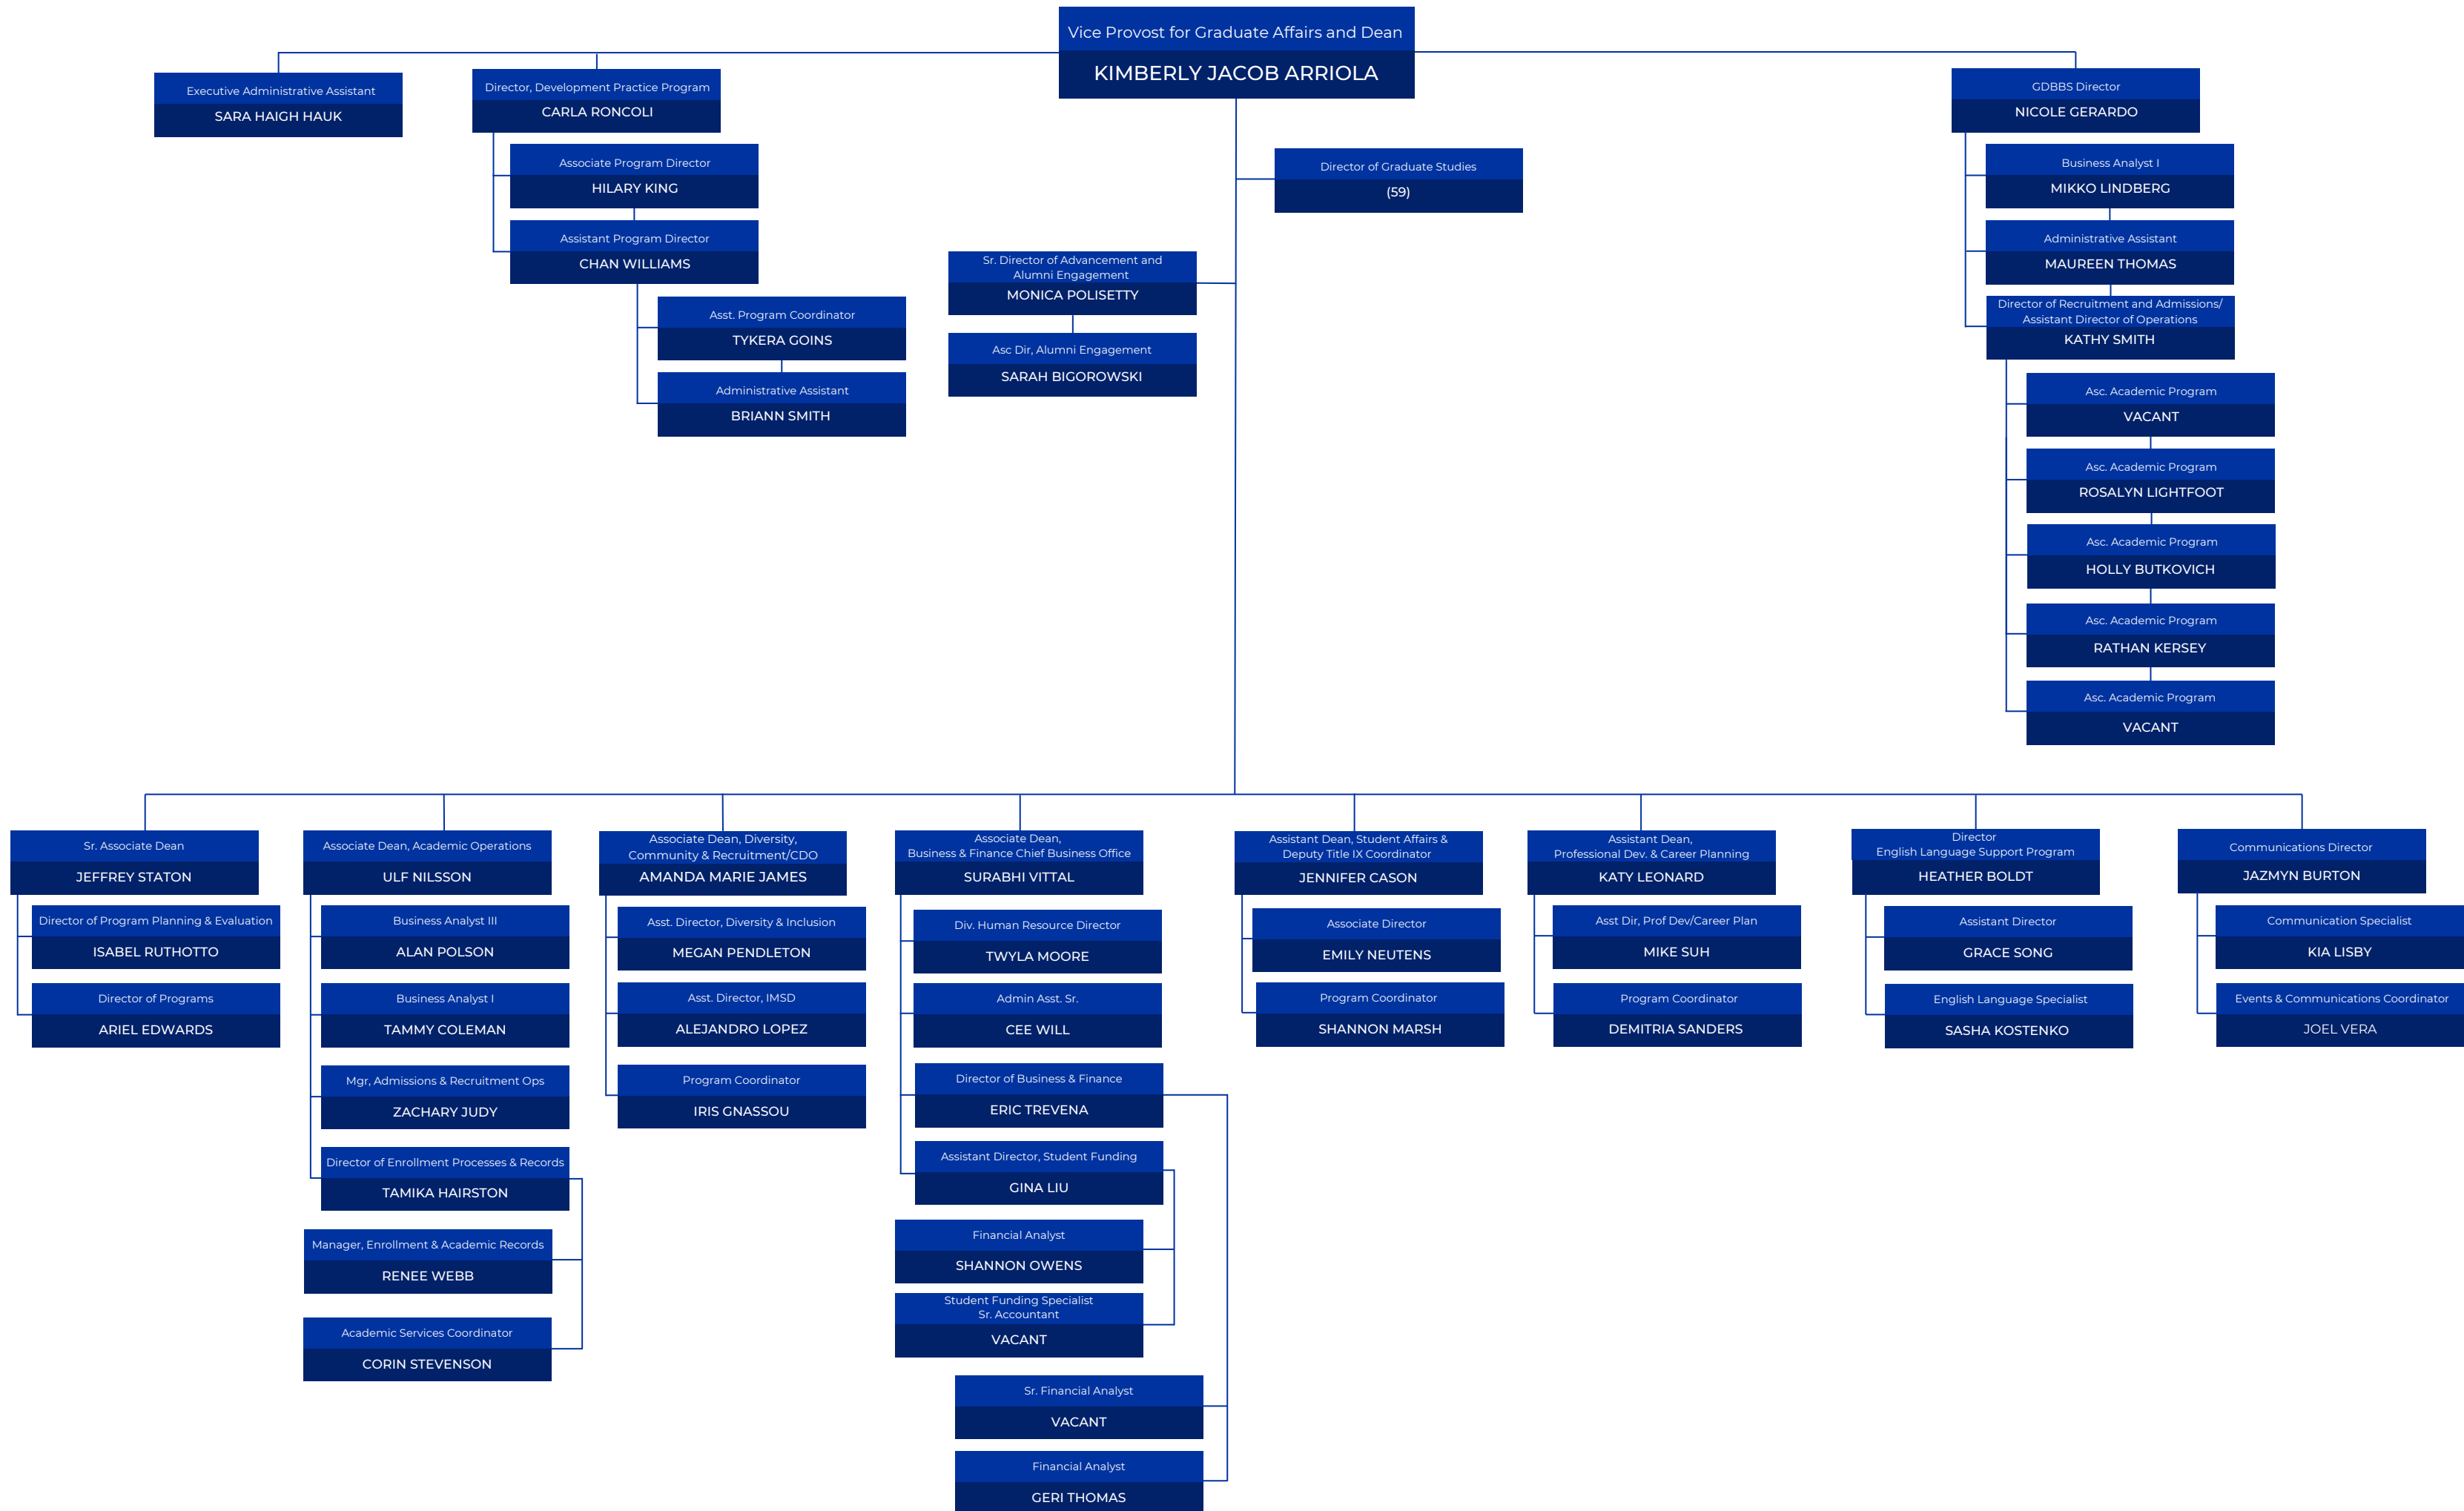 Vice Provost for Graduate Affairs and Dean
KIMBERLY JACOB ARRIOLA
Executive Administrative Assistant
SARA HAIGH HAUK
Director, Development Practice Program
CARLA RONCOLI
Associate Program Director
HILARY KING
Assistant Program Director
CHAN WILLIAMS
Asst. Program Coordinator
TYKERA GOINS
Administrative Assistant
BRIANN SMITH
Director of Graduate Studies
(59)
Sr. Director of Advancement and
Alumni Engagement
MONICA POLISETTY
Asc Dir, Alumni Engagement
SARAH BIGOROWSKI
GDBBS Director
NICOLE GERARDO
Business Analyst I
MIKKO LINDBERG
Administrative Assistant
MAUREEN THOMAS
Director of Recruitment and Admissions/
Assistant Director of Operations
KATHY SMITH
Asc. Academic Program
VACANT
Asc. Academic Program
ROSALYN LIGHTFOOT
Asc. Academic Program
HOLLY BUTKOVICH
Asc. Academic Program
RATHAN KERSEY
Asc. Academic Program
VACANT
Sr. Associate Dean
JEFFREY STATON
Director of Program Planning & Evaluation
ISABEL RUTHOTTO
Director of Programs
ARIEL EDWARDS
Associate Dean, Academic Operations
ULF NILSSON
Business Analyst III
ALAN POLSON
Business Analyst I
TAMMY COLEMAN
Mgr, Admissions & Recruitment Ops
ZACHARY JUDY
Director of Enrollment Processes & Records
TAMIKA HAIRSTON
Manager, Enrollment & Academic Records
RENEE WEBB
Academic Services Coordinator
CORIN STEVENSON
Associate Dean, Diversity,
Community & Recruitment/CDO
AMANDA MARIE JAMES
Asst. Director, Diversity & Inclusion
MEGAN PENDLETON
Asst. Director, IMSD
ALEJANDRO LOPEZ
Program Coordinator
IRIS GNASSOU
Associate Dean,
Business & Finance Chief Business Office
SURABHI VITTAL
Div. Human Resource Director
TWYLA MOORE
Admin Asst. Sr.
CEE WILL
Director of Business & Finance
ERIC TREVENA
Assistant Director, Student Funding
GINA LIU
Financial Analyst
SHANNON OWENS
Student Funding Specialist
Sr. Accountant
VACANT
Sr. Financial Analyst
VACANT
Financial Analyst
GERI THOMAS
Assistant Dean, Student Affairs &
Deputy Title IX Coordinator
JENNIFER CASON
Associate Director
EMILY NEUTENS
Program Coordinator
SHANNON MARSH
Assistant Dean,
Professional Dev. & Career Planning
KATY LEONARD
Asst Dir, Prof Dev/Career Plan
MIKE SUH
Program Coordinator
DEMITRIA SANDERS
Director
English Language Support Program
HEATHER BOLDT
Assistant Director
GRACE SONG
English Language Specialist
SASHA KOSTENKO
Communications Director
JAZMYN BURTON
Communication Specialist
KIA LISBY
Events & Communications Coordinator
JOEL VERA